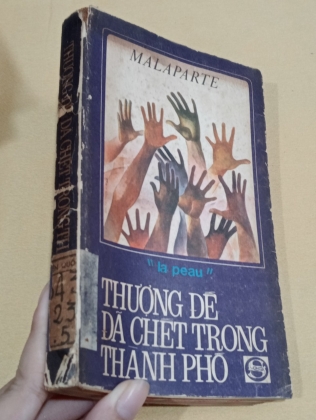 MALAPARTE
"la peau"
THƯỢNG ĐẾ
ĐÃ CHẾT TRONG
THÀNH PHỐ